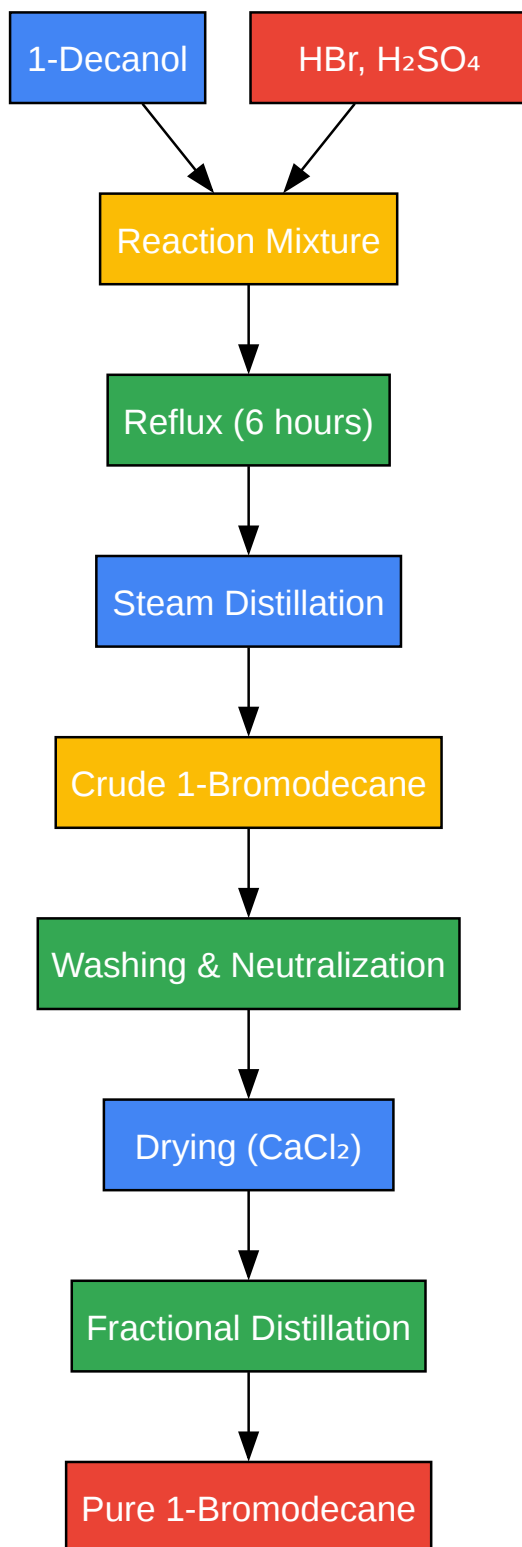 1-Decanol
HBr, H₂SO₄
Reaction Mixture
Reflux (6 hours)
Steam Distillation
Crude 1-Bromodecane
Washing & Neutralization
Drying (CaCl₂)
Fractional Distillation
Pure 1-Bromodecane